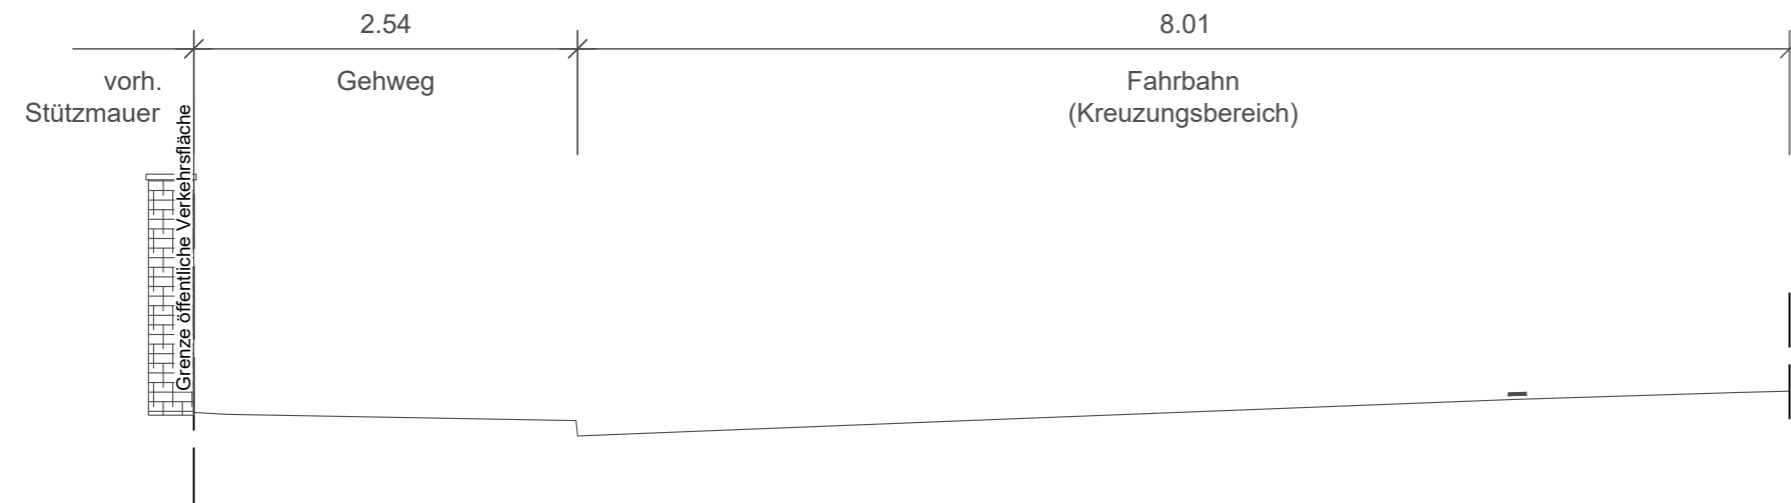 2.54
8.01
vorh.
Stützmauer
Gehweg
Fahrbahn
(Kreuzungsbereich)
Grenze öffentliche Verkehrsfläche